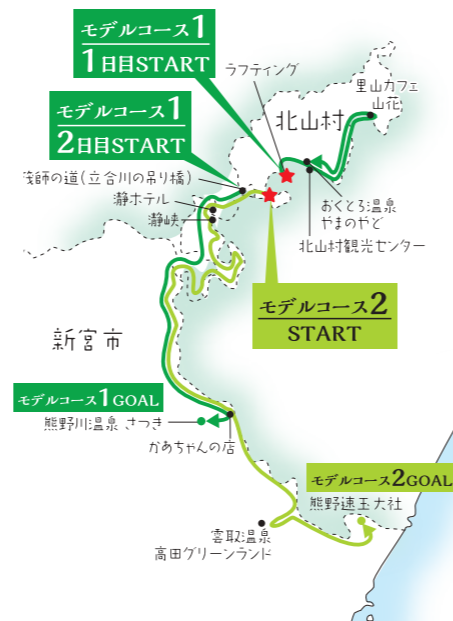 モデルコース1
1日目START
ラフティング
里山カフェ
山花
北山村
モデルコース1
2日目START
筏師の道(立合川の吊り橋)
瀞ホテル
瀞峡
おくとろ温泉
やまのやど
北山村観光センター
モデルコース2
START
新宮市
モデルコース1GOAL
熊野川温泉 さつき
かあちゃんの店
モデルコース2GOAL
熊野速玉大社
雲取温泉
高田グリーンランド